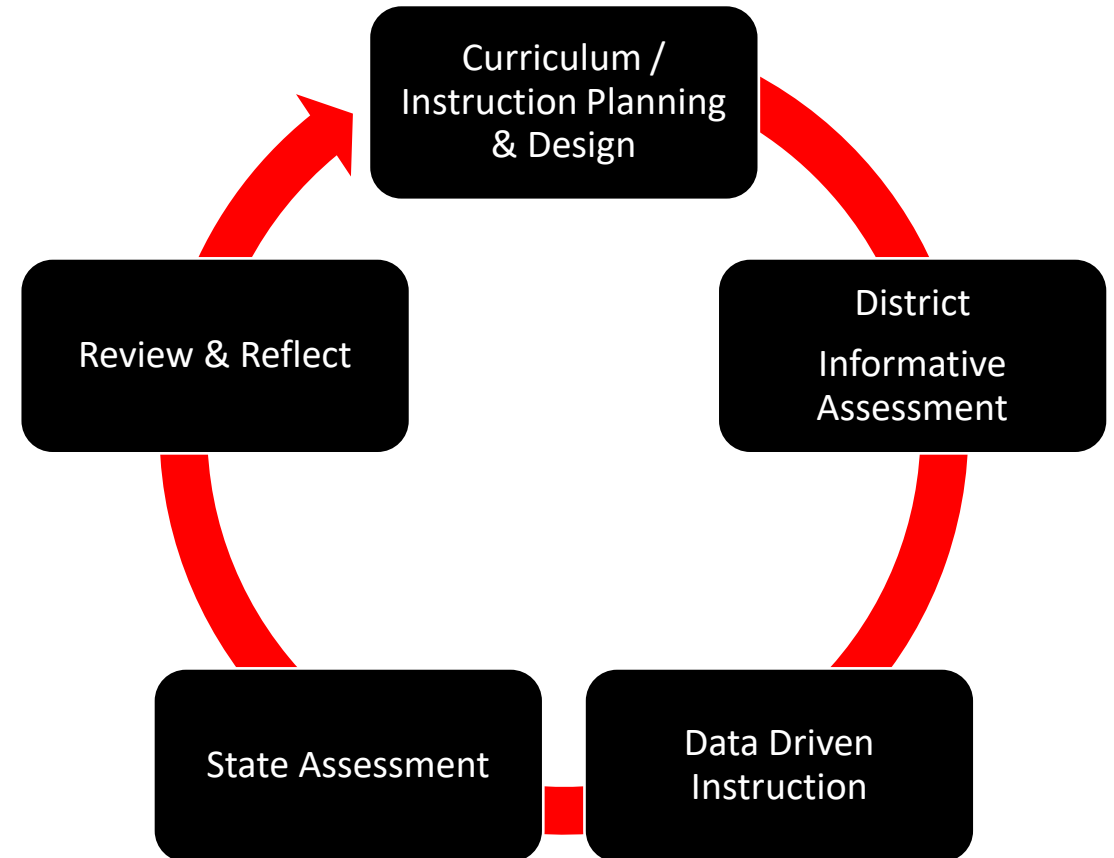 Curriculum /
Instruction Planning
& Design
District
Informative
Assessment
Data Driven
Instruction
State Assessment
Review & Reflect